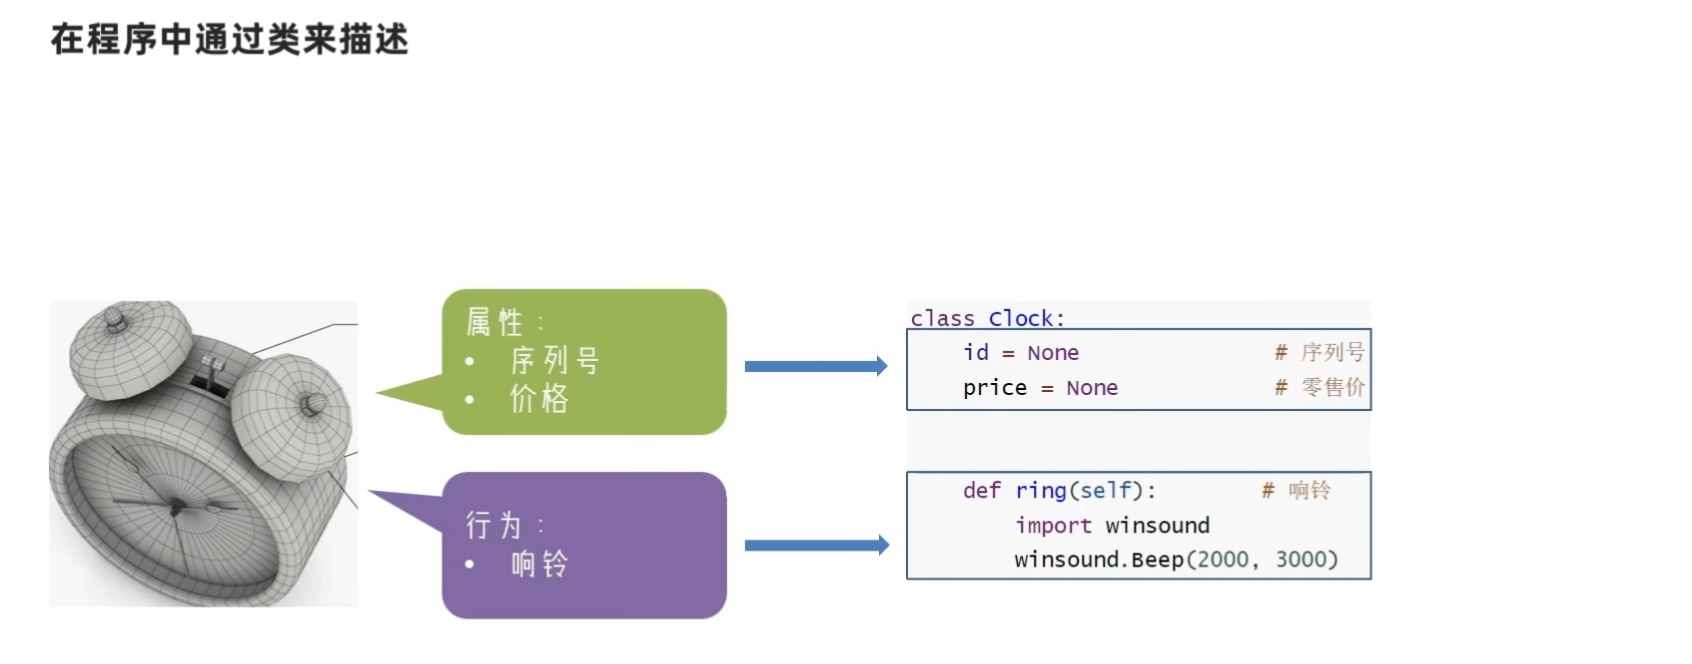 在程序中通过类来描述
属性：
• 序列号
• 价格
行为：
• 响铃
class Clock:
    id = None                # 序列号
    price = None             # 零售价
    def ring(self):        # 响铃
        import winsound
        winsound.Beep(2000, 3000)